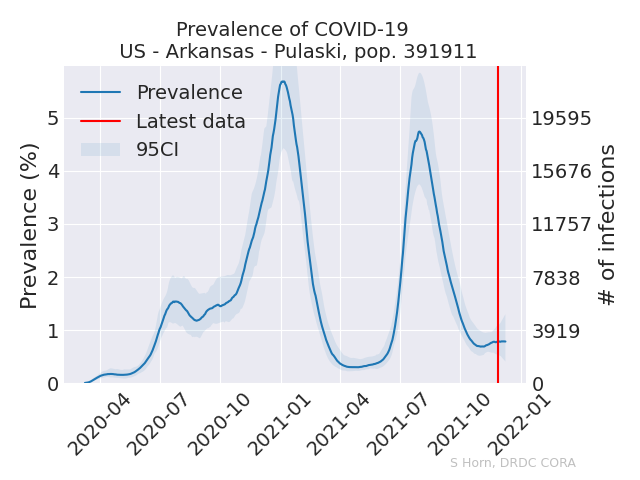 Prevalence of COVID-19
US - Arkansas - Pulaski, pop. 391911
Prevalence
Latest data
95CI
Prevalence (%)
5
4
3
2
1
0
19595
15676
11757
7838
3919
0
# of infections
2020-04
2020-07
2020-10
2021-01
2021-04
2021-07
2021-10
2022-01
S Horn, DRDC CORA